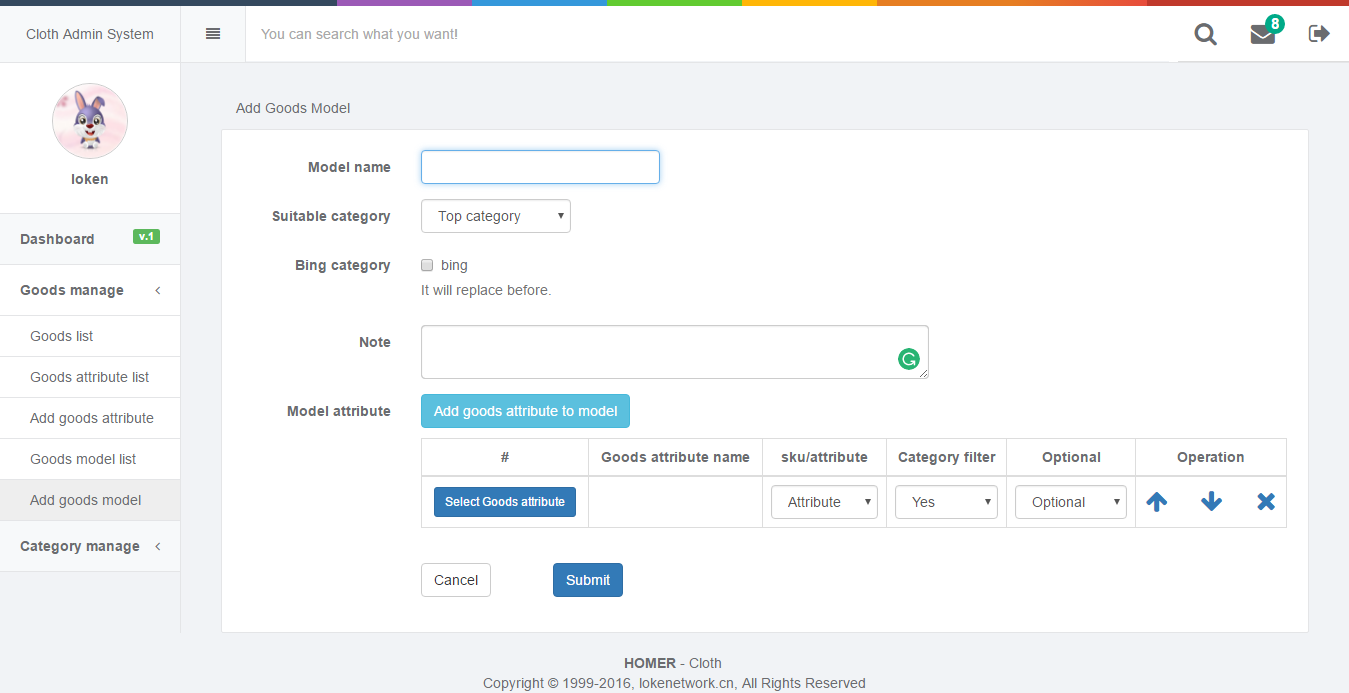 Cloth Admin System
You can search what you want!
8
loken
Dashboard v.1
Goods manage
Goods list
Goods attribute list
Add goods attribute
Goods model list
Add goods model
Category manage
Add Goods Model
Model name
Suitable category Top category
Bing category bing
It will replace before.
Note
Model attribute Add goods attribute to model
# Goods attribute name sku/attribute Category filter Optional Operation
Select Goods attribute Attribute Yes Optional
Cancel Submit
HOMER - Cloth
Copyright © 1999-2016, lokenetwork.cn, All Rights Reserved